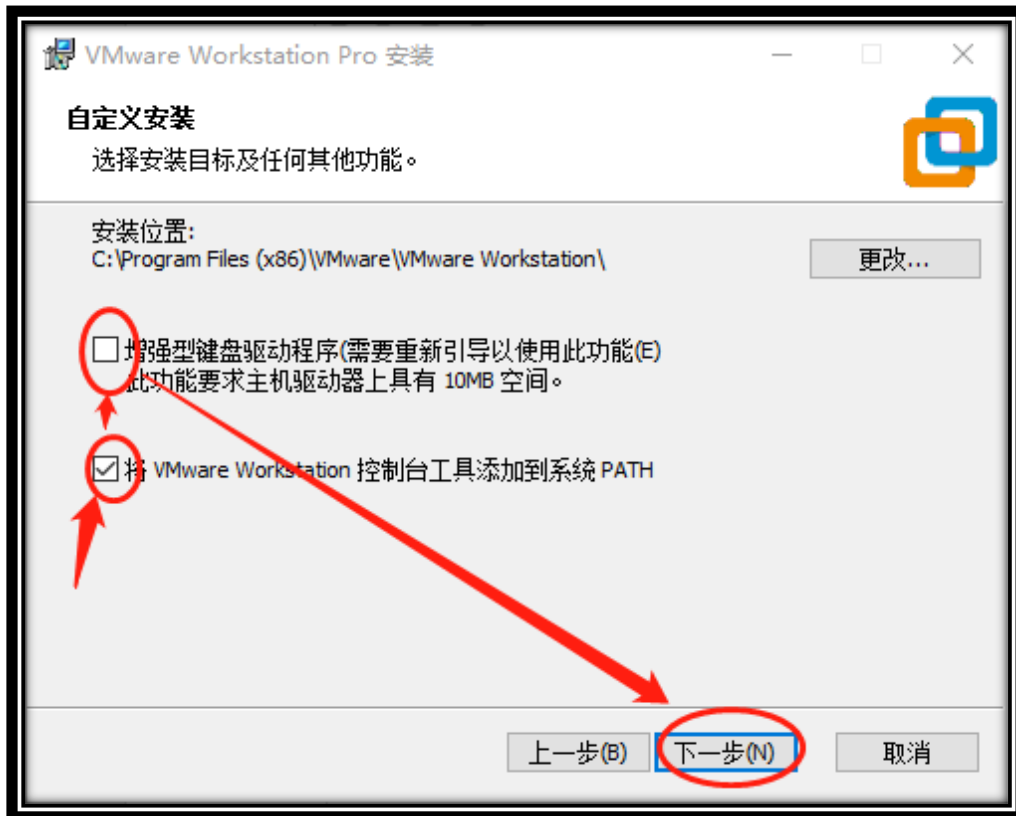 VMware Workstation Pro 安装
自定义安装
选择安装目标及任何其他功能。
安装位置:
C:\Program Files (x86)\VMware\VMware Workstation\
更改...
增强型键盘驱动程序(需要重新引导以使用此功能(E)
此功能要求主机驱动器上具有 10MB 空间。
将 VMware Workstation 控制台工具添加到系统 PATH
上一步(B) 下一步(N) 取消